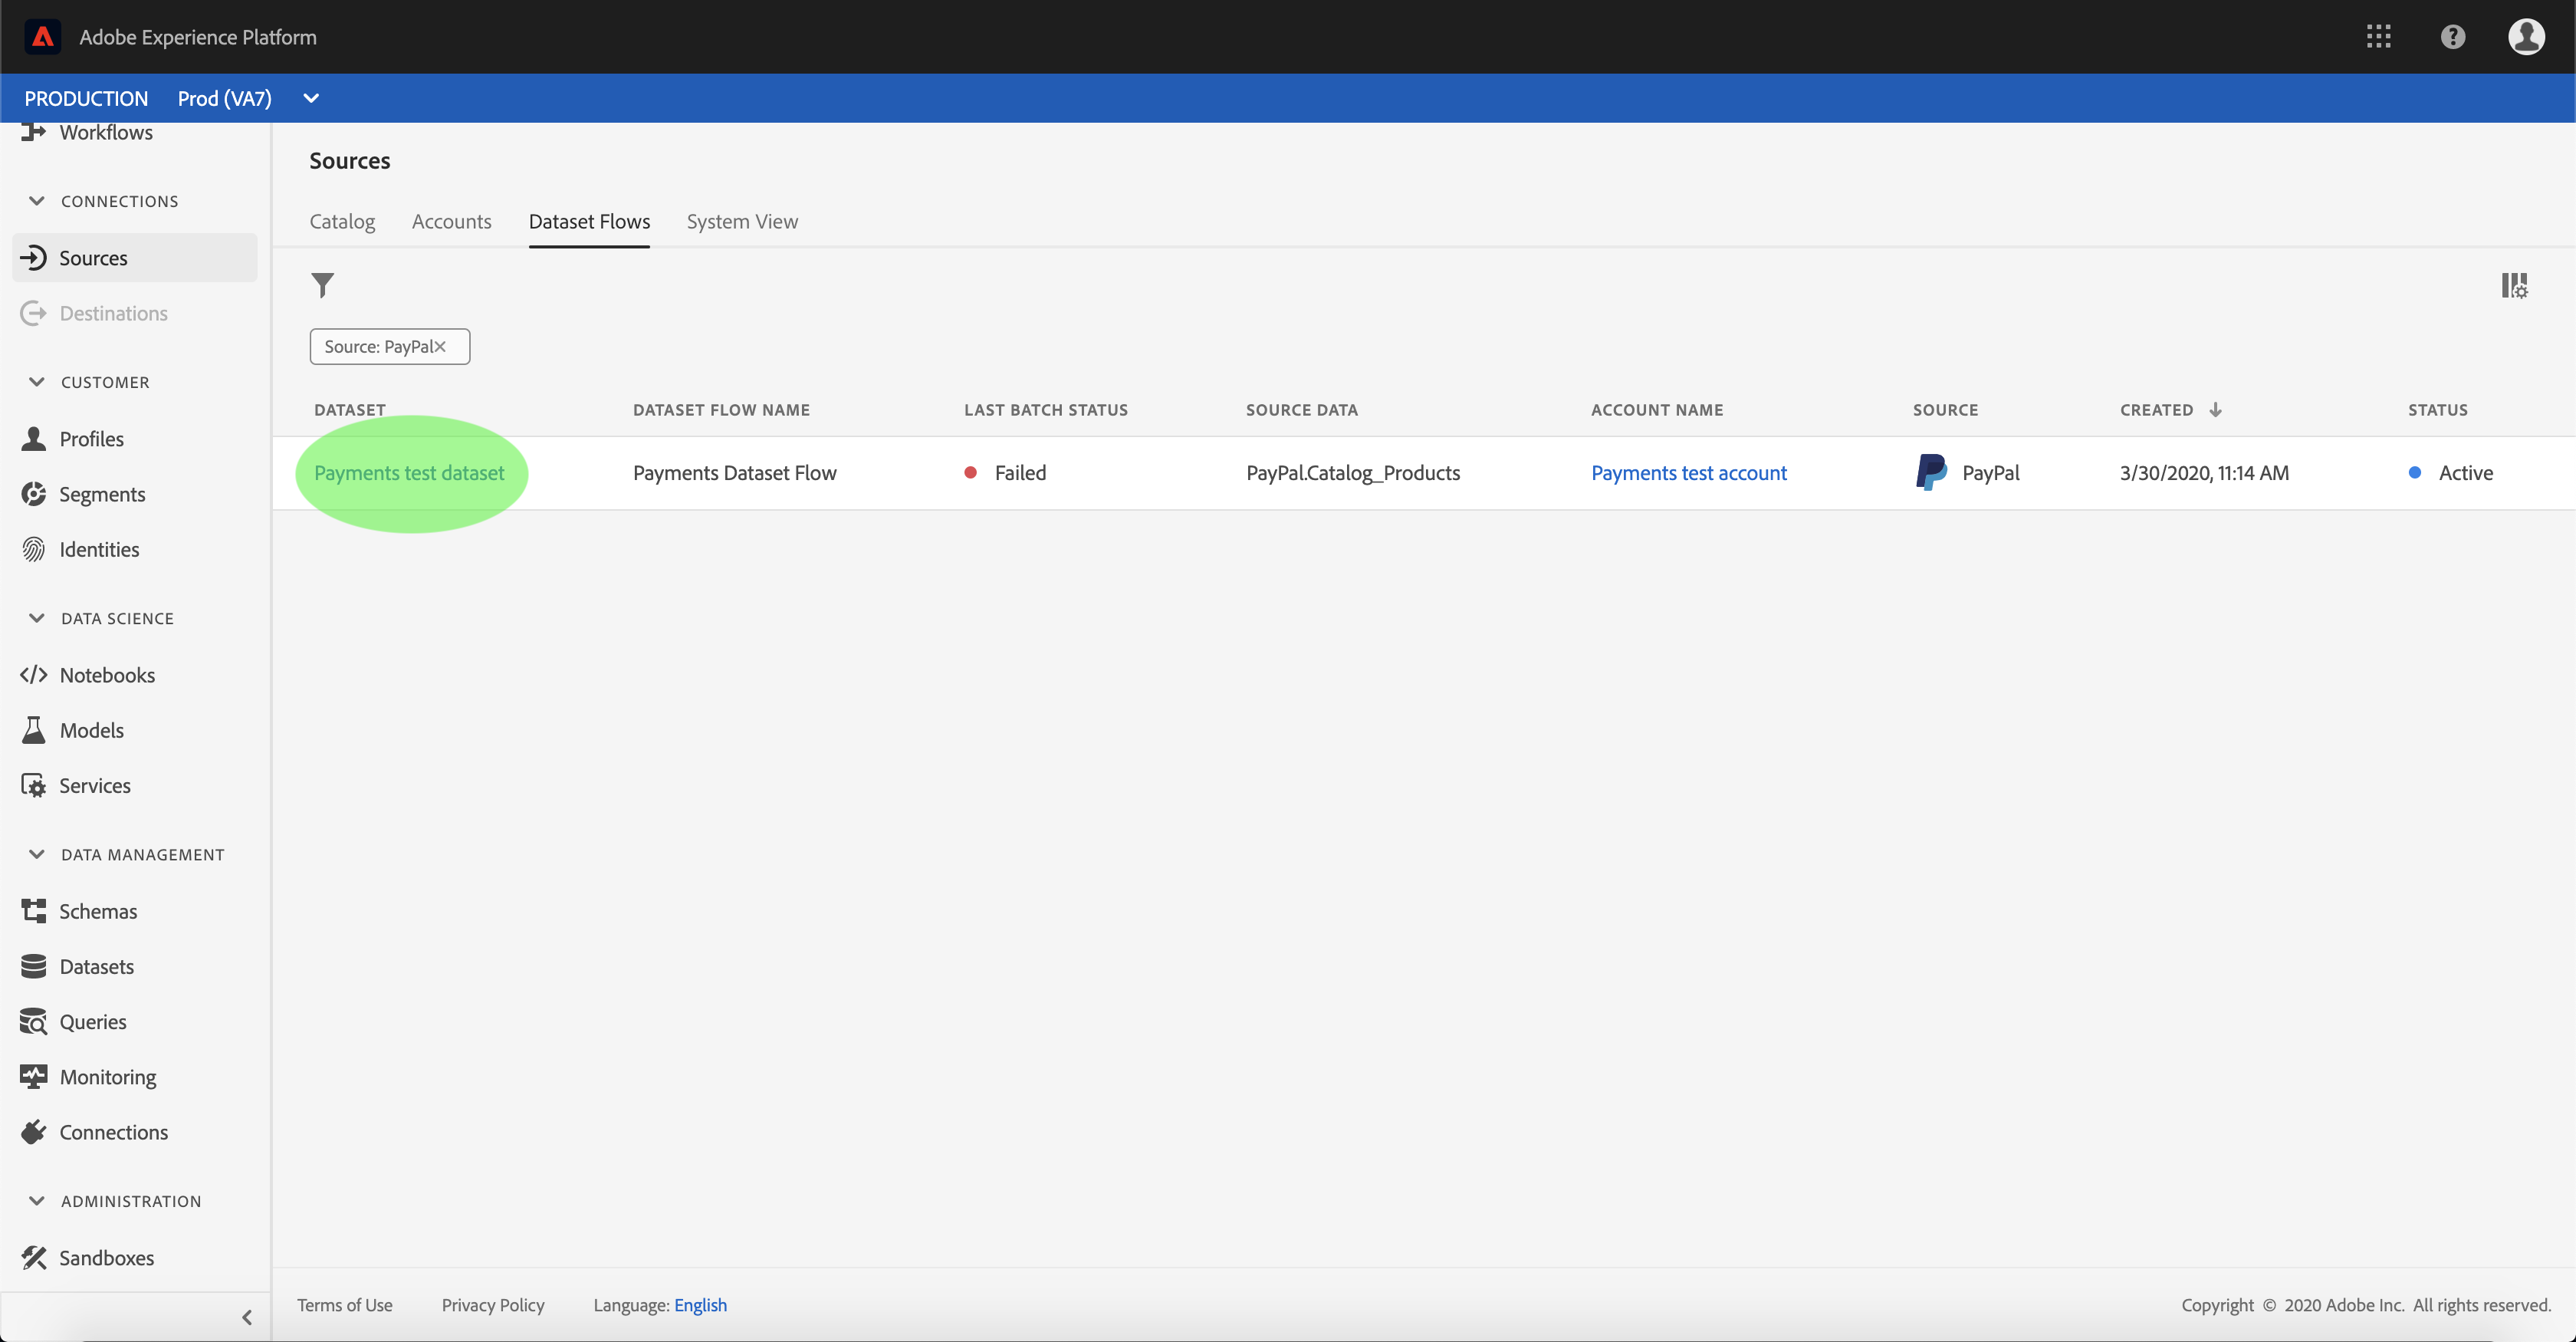 Adobe Experience Platform
PRODUCTION Prod (VA7)
Workflows
CONNECTIONS
Sources
Destinations
CUSTOMER
Profiles
Segments
Identities
DATA SCIENCE
Notebooks
Models
Services
DATA MANAGEMENT
Schemas
Datasets
Queries
Monitoring
Connections
ADMINISTRATION
Sandboxes
Sources
Catalog Accounts Dataset Flows System View
Source: PayPal
DATASET DATASET FLOW NAME LAST BATCH STATUS SOURCE DATA ACCOUNT NAME SOURCE CREATED STATUS
Payments test dataset Payments Dataset Flow Failed PayPal.Catalog_Products Payments test account PayPal 3/30/2020, 11:14 AM Active
Terms of Use Privacy Policy Language: English Copyright © 2020 Adobe Inc. All rights reserved.